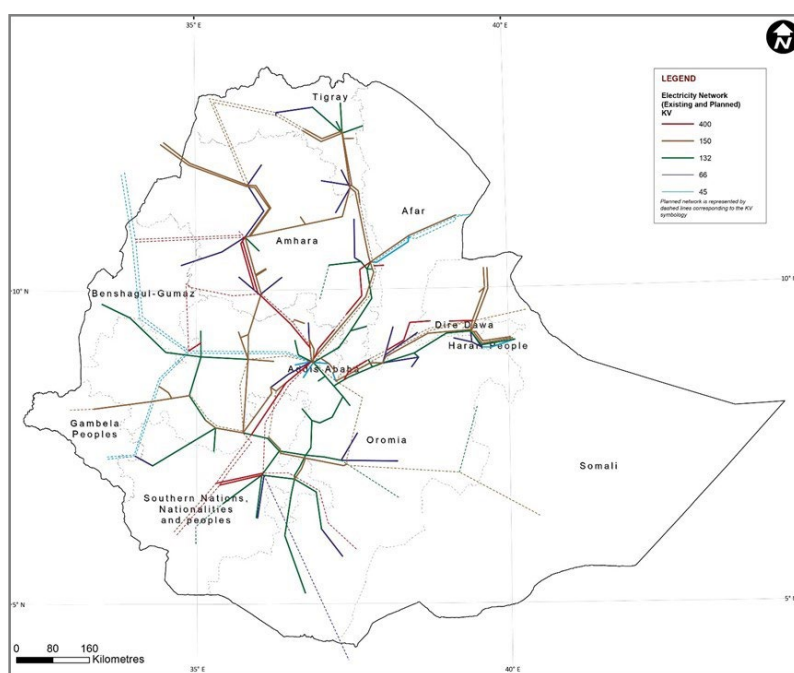 35° E
40° E
N
LEGEND
Electricity Network
(Existing and Planned)
KV
400
150
132
66
45
Planned network is represented by
dashed lines corresponding to the KV
symbology
Tigray
Afar
Amhara
10° N
10° N
Benshagul-Gumaz
Dire Dawa
Harari People
Addis Ababa
Gambela
Peoples
Oromia
Somali
Southern Nations,
Nationalities
and peoples
5° N
5° N
0 80 160
Kilometres
35° E
40° E